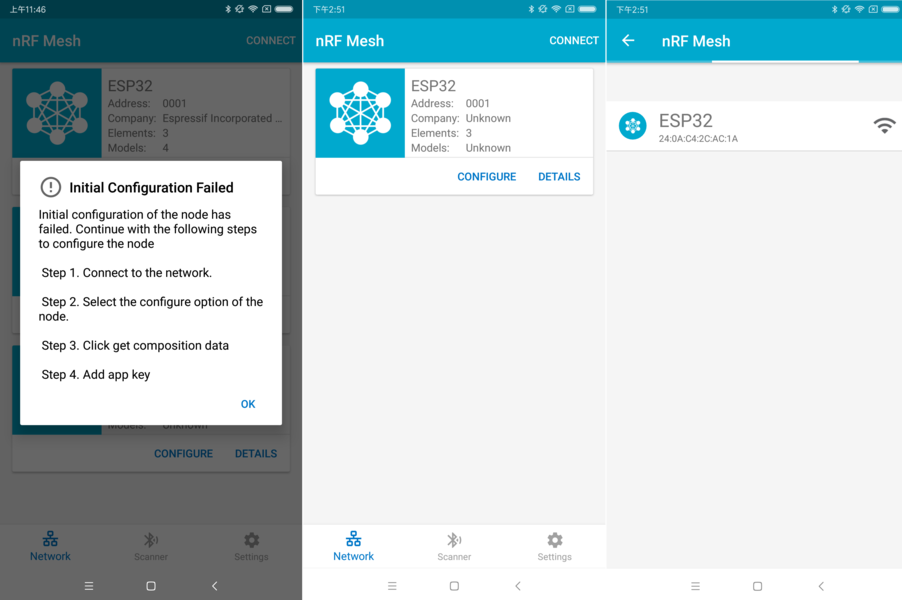 上午11:46
nRF Mesh
CONNECT
ESP32
Address: 0001
Company: Espressif Incorporated ...
Elements: 3
Models: 4
Initial Configuration Failed
Initial configuration of the node has
failed. Continue with the following steps
to configure the node
Step 1. Connect to the network.
Step 2. Select the configure option of the
node.
Step 3. Click get composition data
Step 4. Add app key
OK
Models: Unknown
CONFIGURE
DETAILS
Network
Scanner
Settings
下午2:51
nRF Mesh
CONNECT
ESP32
Address: 0001
Company: Unknown
Elements: 3
Models: Unknown
CONFIGURE
DETAILS
Network
Scanner
Settings
下午2:51
nRF Mesh
ESP32
24:0A:C4:2C:AC:1A